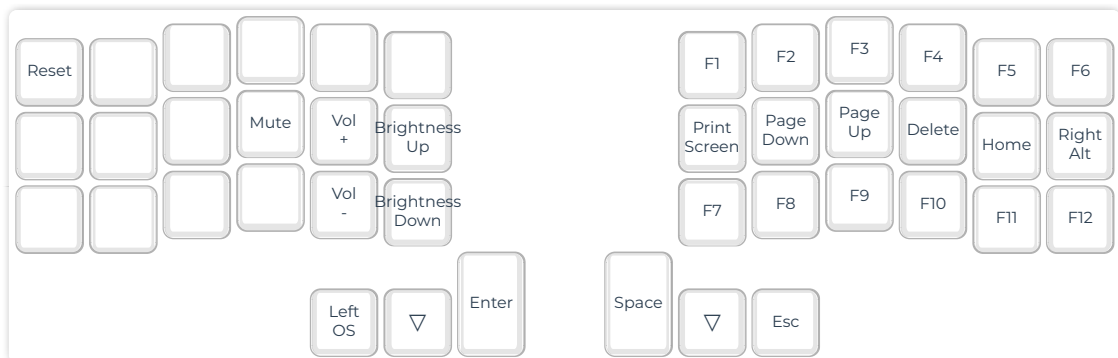 Reset
F1
F2
F3
F4
F5
F6
Mute
Vol
+
Brightness
Up
Print
Screen
Page
Down
Page
Up
Delete
Home
Right
Alt
Vol
-
Brightness
Down
F7
F8
F9
F10
F11
F12
Left
OS
▽
Enter
Space
▽
Esc